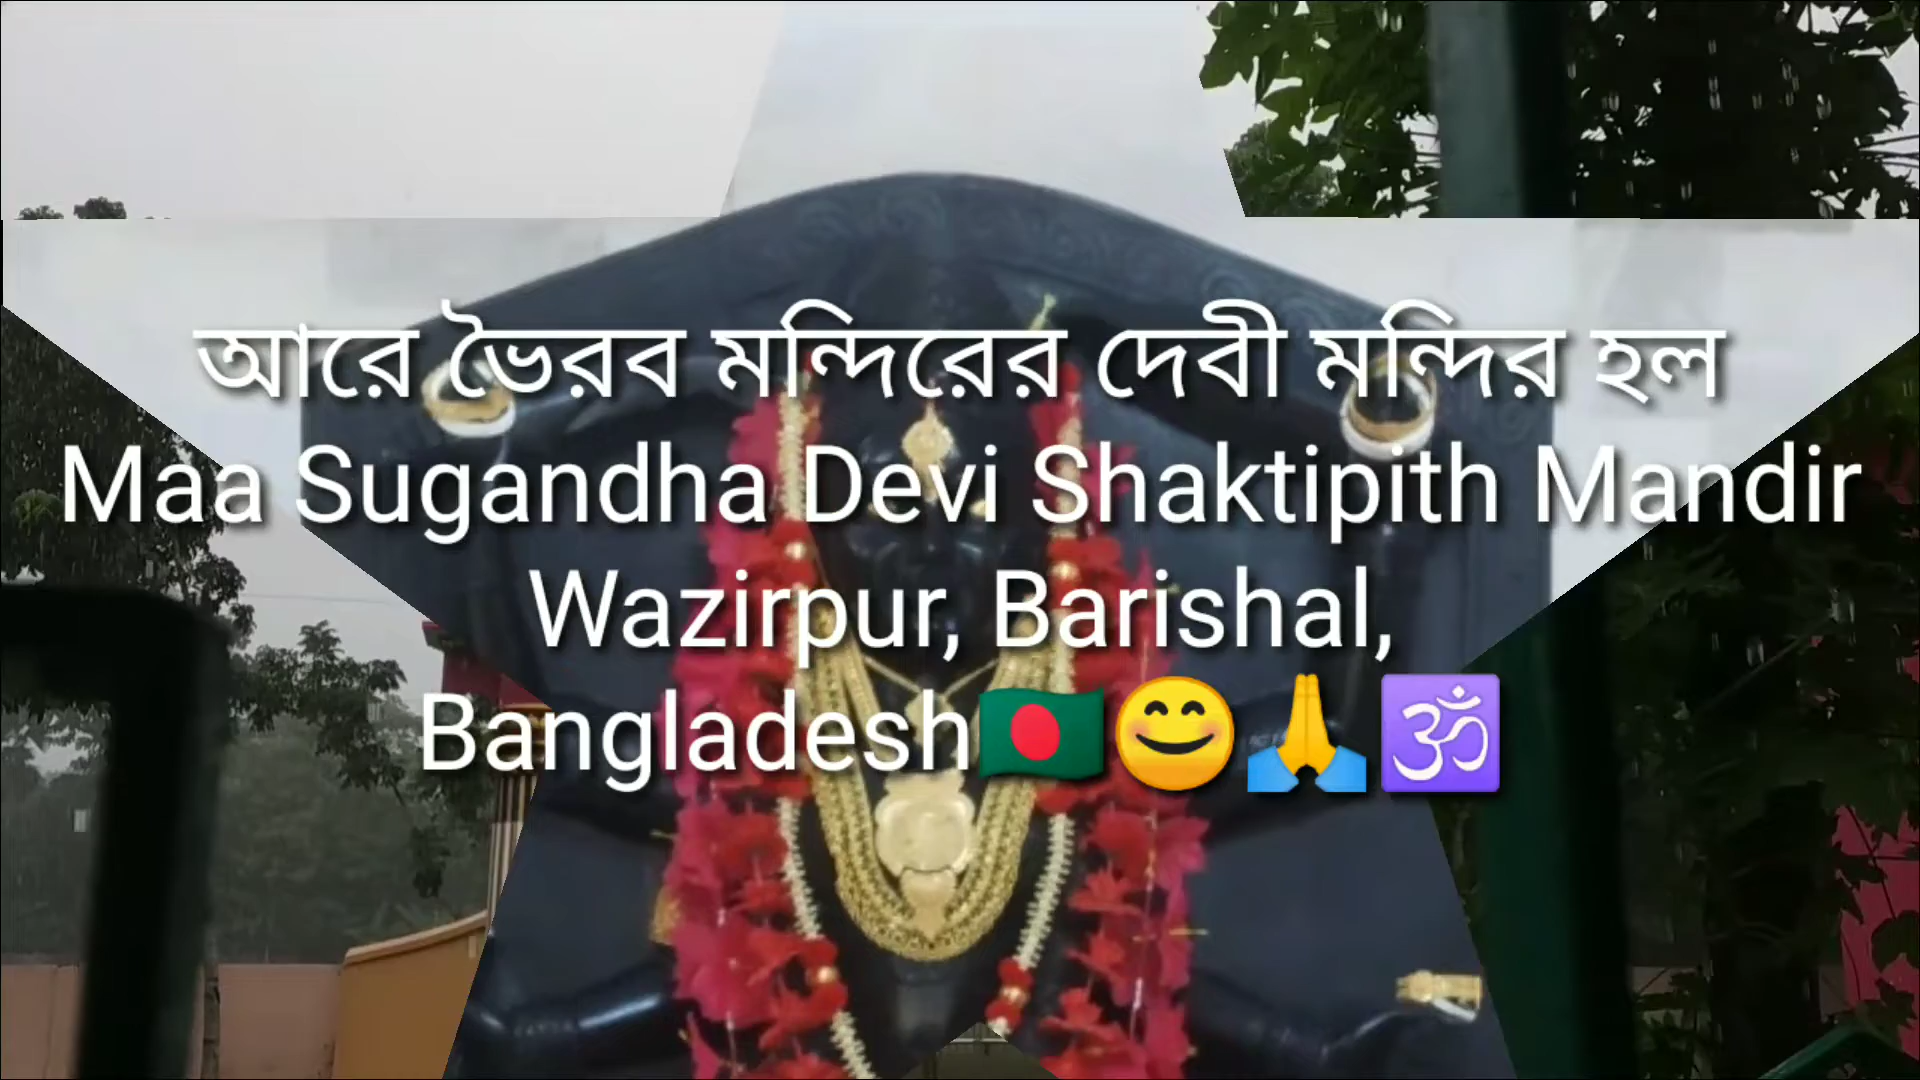 আরে ভৈরব মন্দিরের দেবী মন্দির হল
Maa Sugandha Devi Shaktipith Mandir
Wazirpur, Barishal,
Bangladesh🇧🇩😊🙏🕉